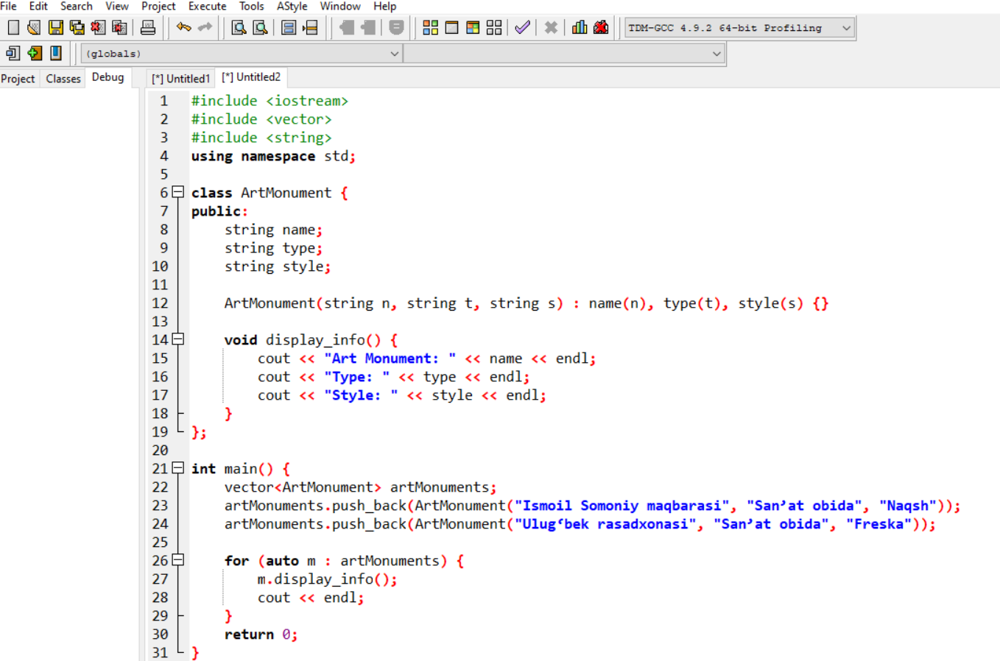 File Edit Search View Project Execute Tools AStyle Window Help
TDM-GCC 4.9.2 64-bit Profiling
(globals)
Project Classes Debug [*] Untitled1 [*] Untitled2
1 #include <iostream>
2 #include <vector>
3 #include <string>
4 using namespace std;
5
6 class ArtMonument {
7 public:
8 string name;
9 string type;
10 string style;
11
12 ArtMonument(string n, string t, string s) : name(n), type(t), style(s) {}
13
14 void display_info() {
15 cout << "Art Monument: " << name << endl;
16 cout << "Type: " << type << endl;
17 cout << "Style: " << style << endl;
18 }
19 };
20
21 int main() {
22 vector<ArtMonument> artMonuments;
23 artMonuments.push_back(ArtMonument("Ismoil Somoniy maqbarasi", "San’at obida", "Naqsh"));
24 artMonuments.push_back(ArtMonument("Ulug‘bek rasadxonasi", "San’at obida", "Freska"));
25
26 for (auto m : artMonuments) {
27 m.display_info();
28 cout << endl;
29 }
30 return 0;
31 }